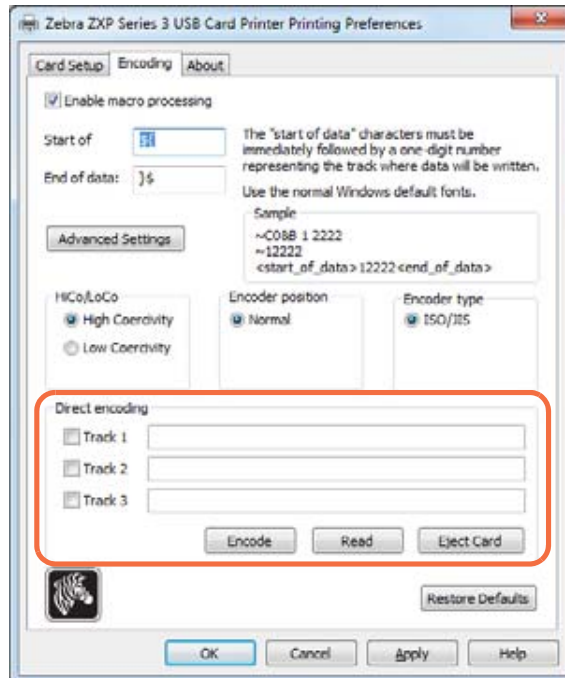 Zebra ZXP Series 3 USB Card Printer Printing Preferences
Card Setup Encoding About
Enable macro processing
Start of ${
The "start of data" characters must be
immediately followed by a one-digit number
representing the track where data will be written.
End of data: }$
Use the normal Windows default fonts.
Advanced Settings
Sample
~CO&B 1 2222
~12222
<start_of_data>12222<end_of_data>
HiCo/LoCo
High Coercivity
Low Coercivity
Encoder position
Normal
Encoder type
ISO/JIS
Direct encoding
Track 1
Track 2
Track 3
Encode Read Eject Card
Restore Defaults
OK Cancel Apply Help